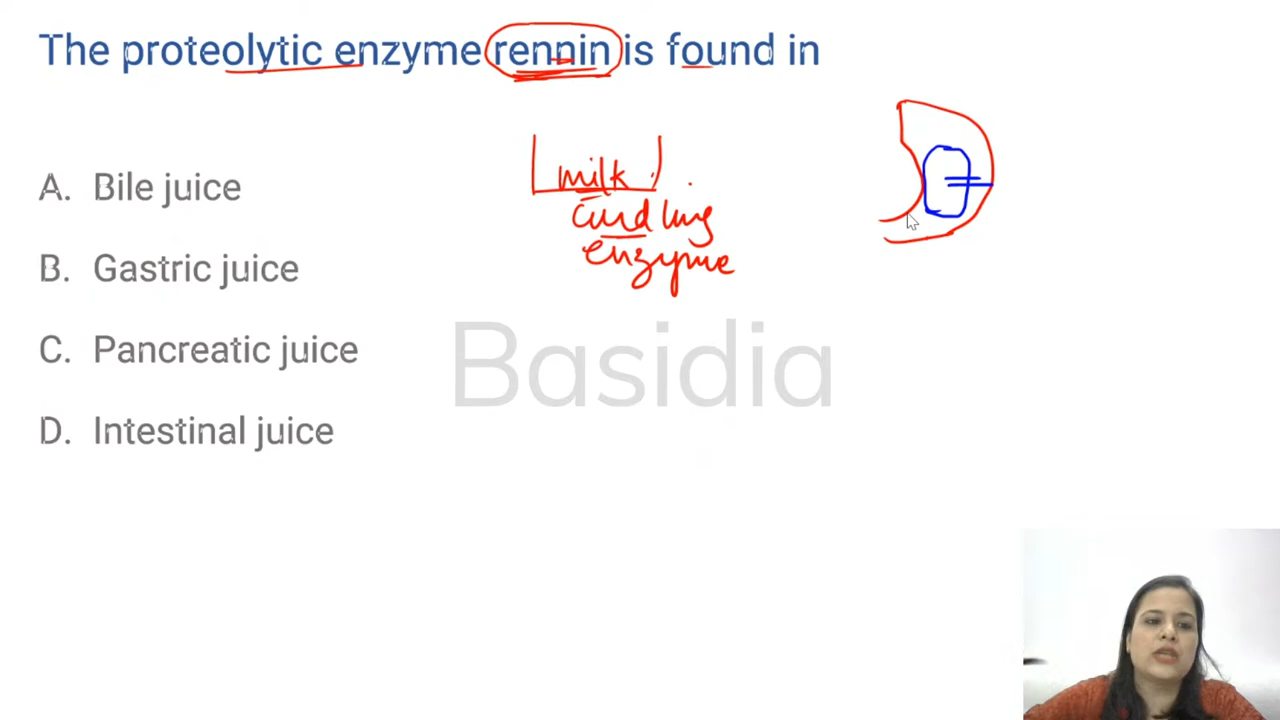 The proteolytic enzyme rennin is found in
milk
curdling
enzyme
A. Bile juice
B. Gastric juice
C. Pancreatic juice
D. Intestinal juice
Basidia